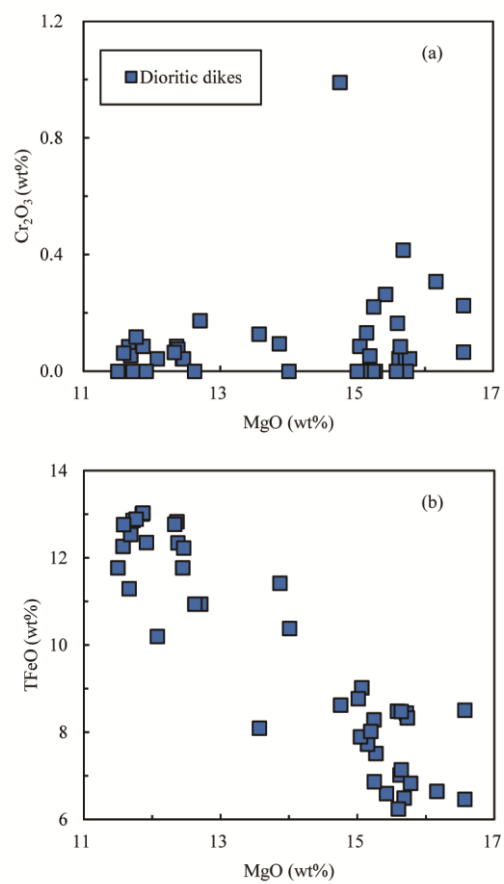 1.2
(a)
Dioritic dikes
0.8
Cr₂O₃ (wt%)
0.4
0.0
11 13 15 17
MgO (wt%)
14
(b)
12
TFeO (wt%)
10
8
6
11 13 15 17
MgO (wt%)